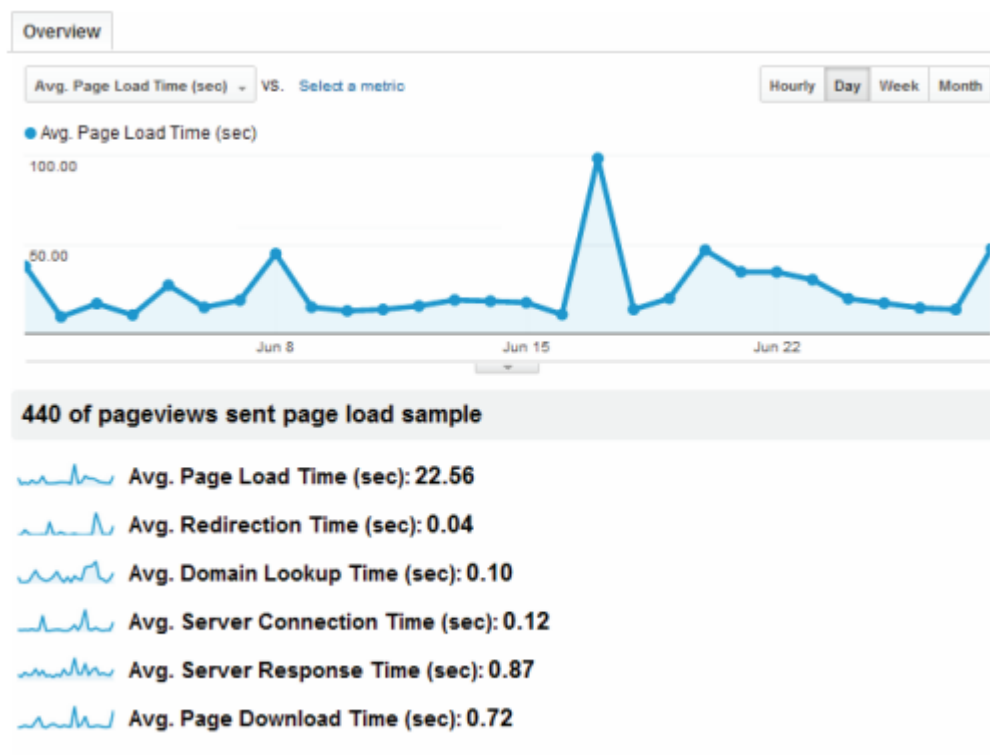 Overview
Avg. Page Load Time (sec) VS. Select a metric Hourly Day Week Month
Avg. Page Load Time (sec)
100.00
50.00
Jun 8 Jun 15 Jun 22
440 of pageviews sent page load sample
Avg. Page Load Time (sec): 22.56
Avg. Redirection Time (sec): 0.04
Avg. Domain Lookup Time (sec): 0.10
Avg. Server Connection Time (sec): 0.12
Avg. Server Response Time (sec): 0.87
Avg. Page Download Time (sec): 0.72